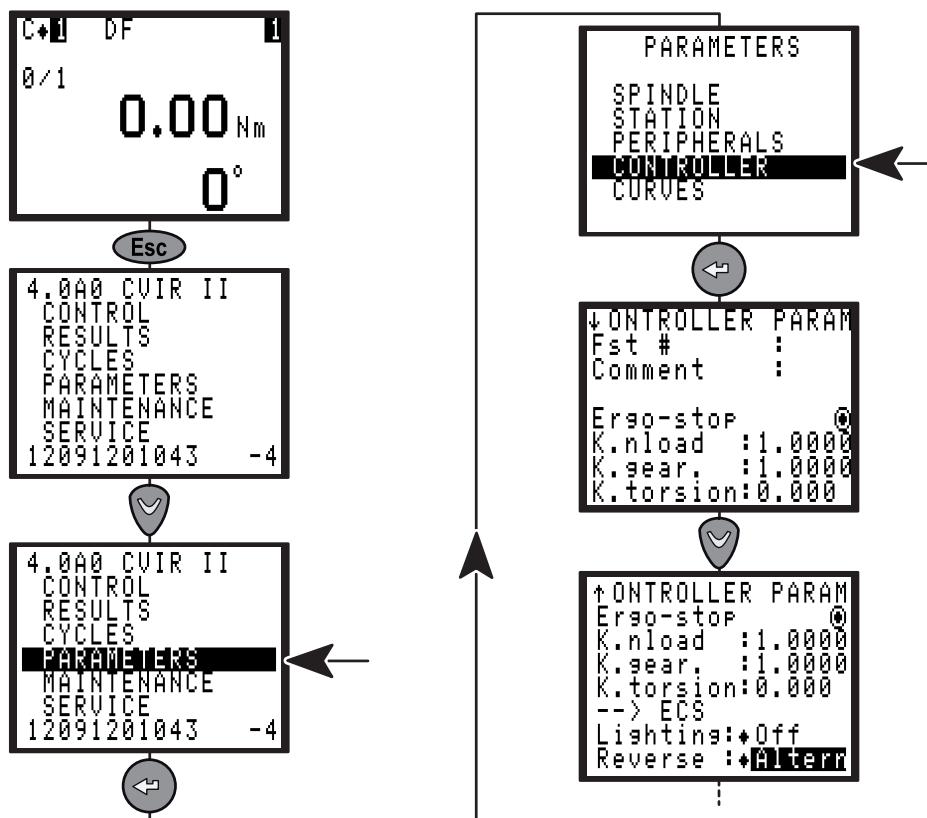 C♦1 DF 1
0/1
0.00 Nm
0°
Esc
4.0A0 CVIR II
CONTROL
RESULTS
CYCLES
PARAMETERS
MAINTENANCE
SERVICE
12091201043 -4
4.0A0 CVIR II
CONTROL
RESULTS
CYCLES
PARAMETERS
MAINTENANCE
SERVICE
12091201043 -4
PARAMETERS
SPINDLE
STATION
PERIPHERALS
CONTROLLER
CURVES
↓ONTROLLER PARAM
Fst # :
Comment :
Ergo-stop
K.nload :1.0000
K.gear. :1.0000
K.torsion:0.000
↑ONTROLLER PARAM
Ergo-stop
K.nload :1.0000
K.gear. :1.0000
K.torsion:0.000
--> ECS
Lighting:♦Off
Reverse :♦Altern